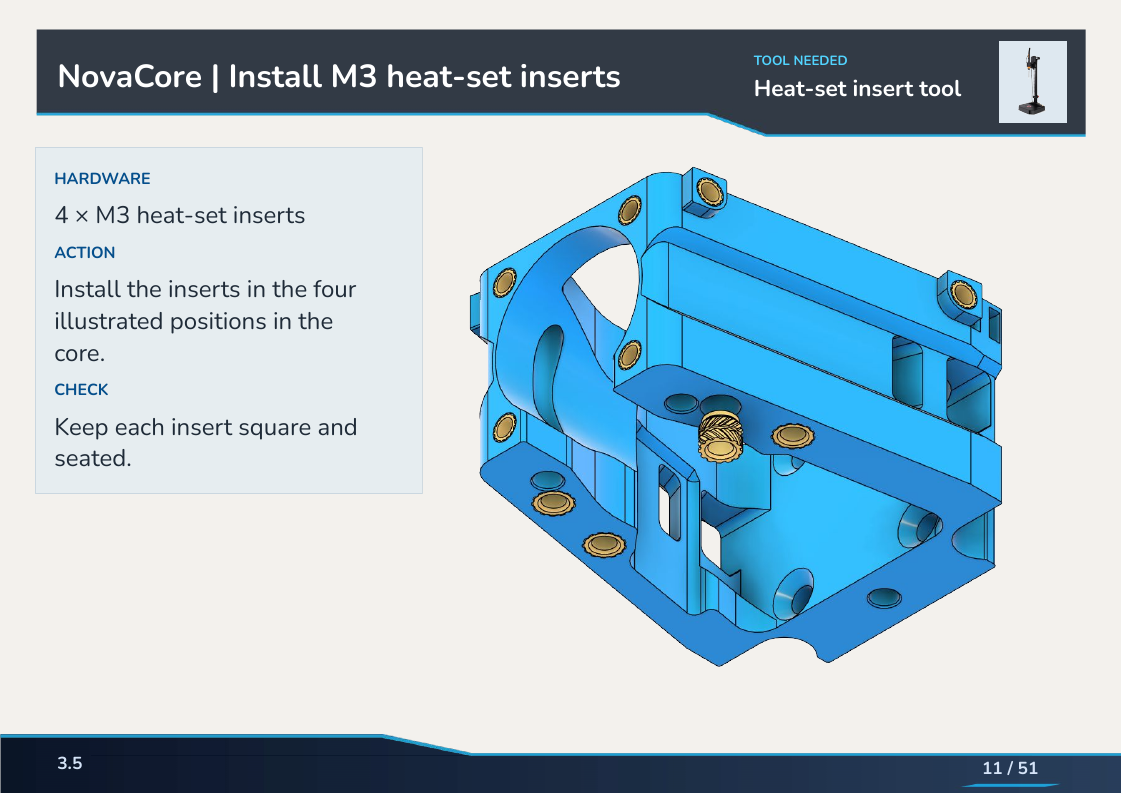 NovaCore | Install M3 heat-set inserts
TOOL NEEDED
Heat-set insert tool
HARDWARE
4 × M3 heat-set inserts
ACTION
Install the inserts in the four
illustrated positions in the
core.
CHECK
Keep each insert square and
seated.
3.5
11 / 51